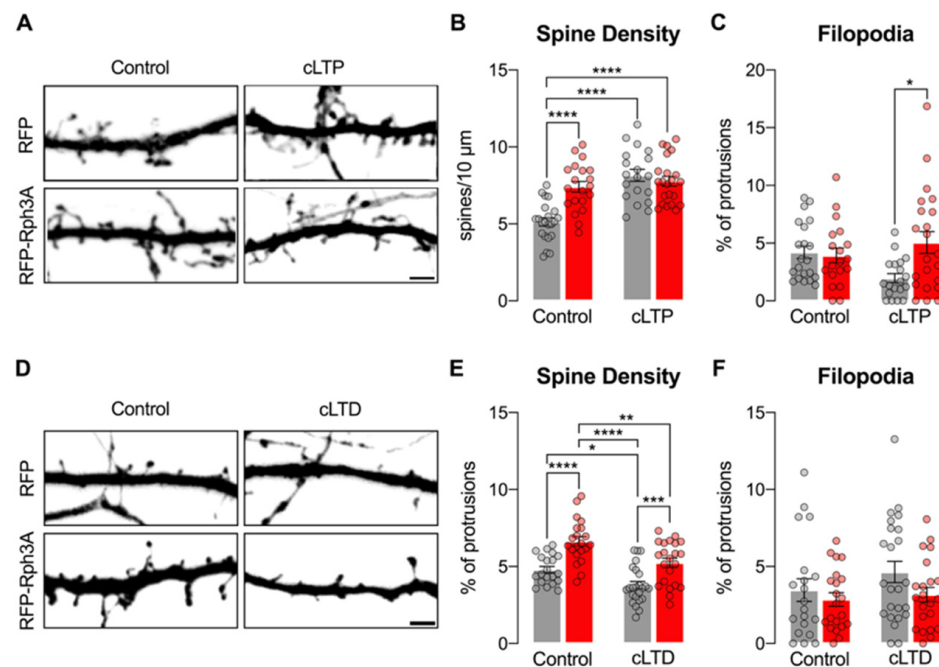 A
Control
cLTP
RFP
RFP-Rph3A
B
Spine Density
spines/10 μm
15
10
5
0
****
****
****
Control
cLTP
C
Filopodia
% of protrusions
20
15
10
5
0
*
Control
cLTP
D
Control
cLTD
RFP
RFP-Rph3A
E
Spine Density
% of protrusions
15
10
5
0
**
****
*
****
***
Control
cLTD
F
Filopodia
% of protrusions
15
10
5
0
Control
cLTD